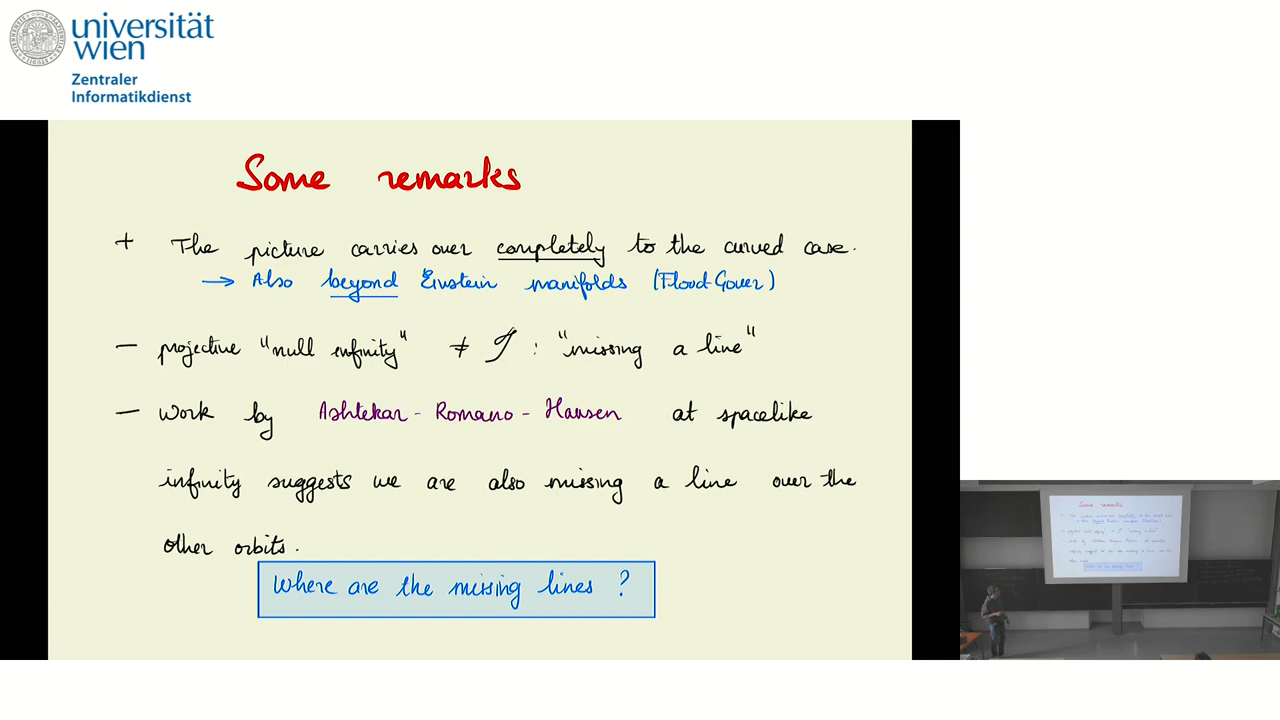 universität
wien
Zentraler
Informatikdienst
Some remarks
+ The picture carries over completely to the curved case.
→ Also beyond Einstein manifolds (Flood-Gover)
— projective "null infinity" ≠ ℐ : "missing a line"
— Work by Ashtekar - Romano - Hansen at spacelike
infinity suggests we are also missing a line over the
other orbits.
Where are the missing lines ?